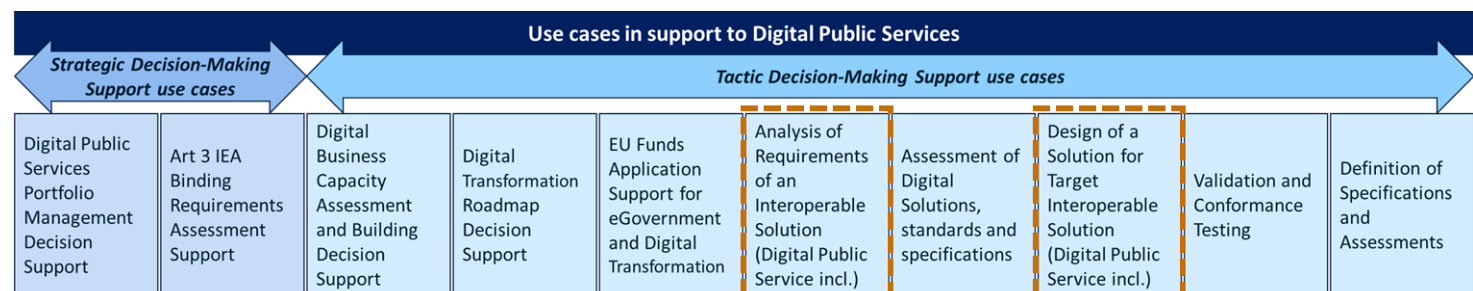 Use cases in support to Digital Public Services
Strategic Decision-Making
Support use cases
Tactic Decision-Making Support use cases
Digital Public
Services
Portfolio
Management
Decision
Support
Art 3 IEA
Binding
Requirements
Assessment
Support
Digital
Business
Capacity
Assessment
and Building
Decision
Support
Digital
Transformation
Roadmap
Decision
Support
EU Funds
Application
Support for
eGovernment
and Digital
Transformation
Analysis of
Requirements
of an
Interoperable
Solution
(Digital Public
Service incl.)
Assessment of
Digital
Solutions,
standards and
specifications
Design of a
Solution for
Target
Interoperable
Solution
(Digital Public
Service incl.)
Validation and
Conformance
Testing
Definition of
Specifications
and
Assessments